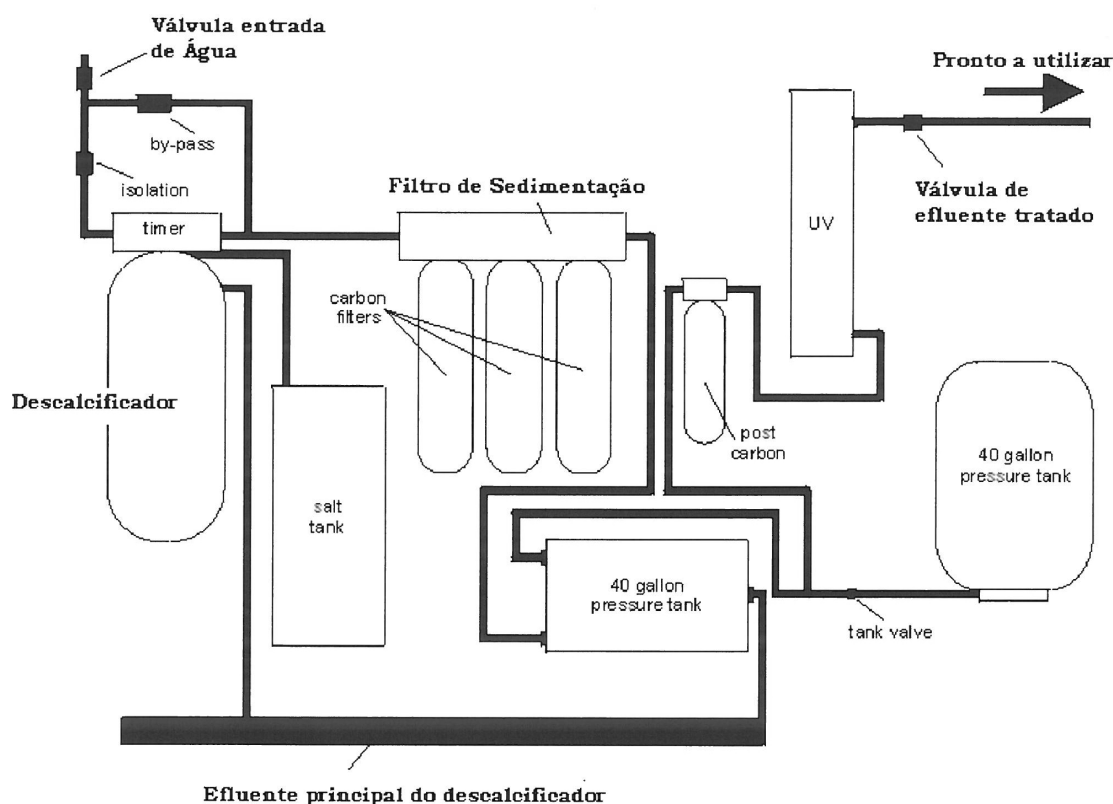 Válvula entrada
de Água
Pronto a utilizar
by-pass
isolation
Filtro de Sedimentação
Válvula de
efluente tratado
timer
UV
carbon
filters
Descalcificador
post
carbon
40 gallon
pressure tank
salt
tank
40 gallon
pressure tank
tank valve
Efluente principal do descalcificador